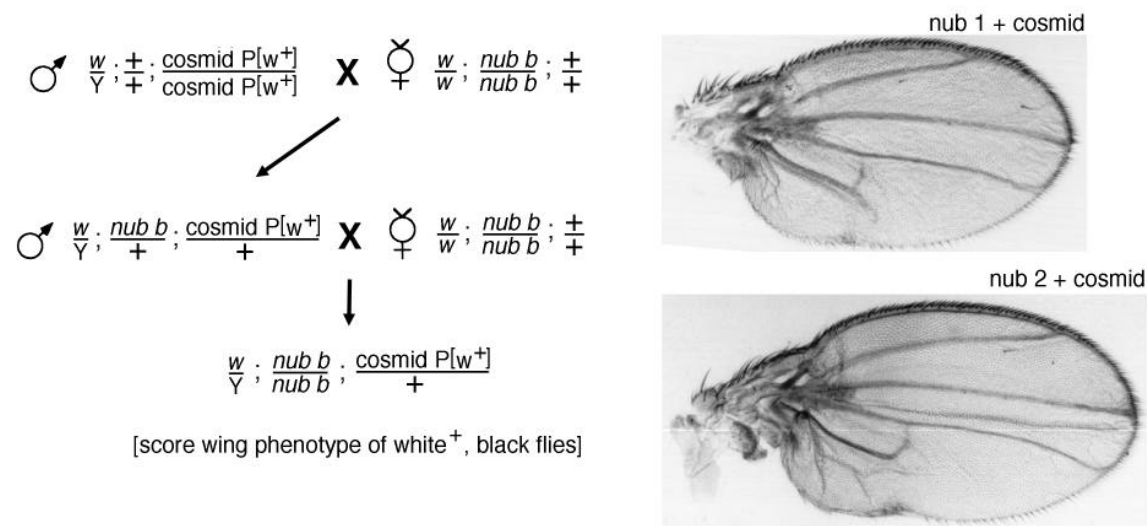 ♂ w/Y ; +/+ ; cosmid P[w+]/cosmid P[w+] X ☿ w/w ; nub b/nub b ; +/+
♂ w/Y ; nub b/+ ; cosmid P[w+]/+ X ☿ w/w ; nub b/nub b ; +/+
w/Y ; nub b/nub b ; cosmid P[w+]/+
[score wing phenotype of white+, black flies]
nub 1 + cosmid
nub 2 + cosmid